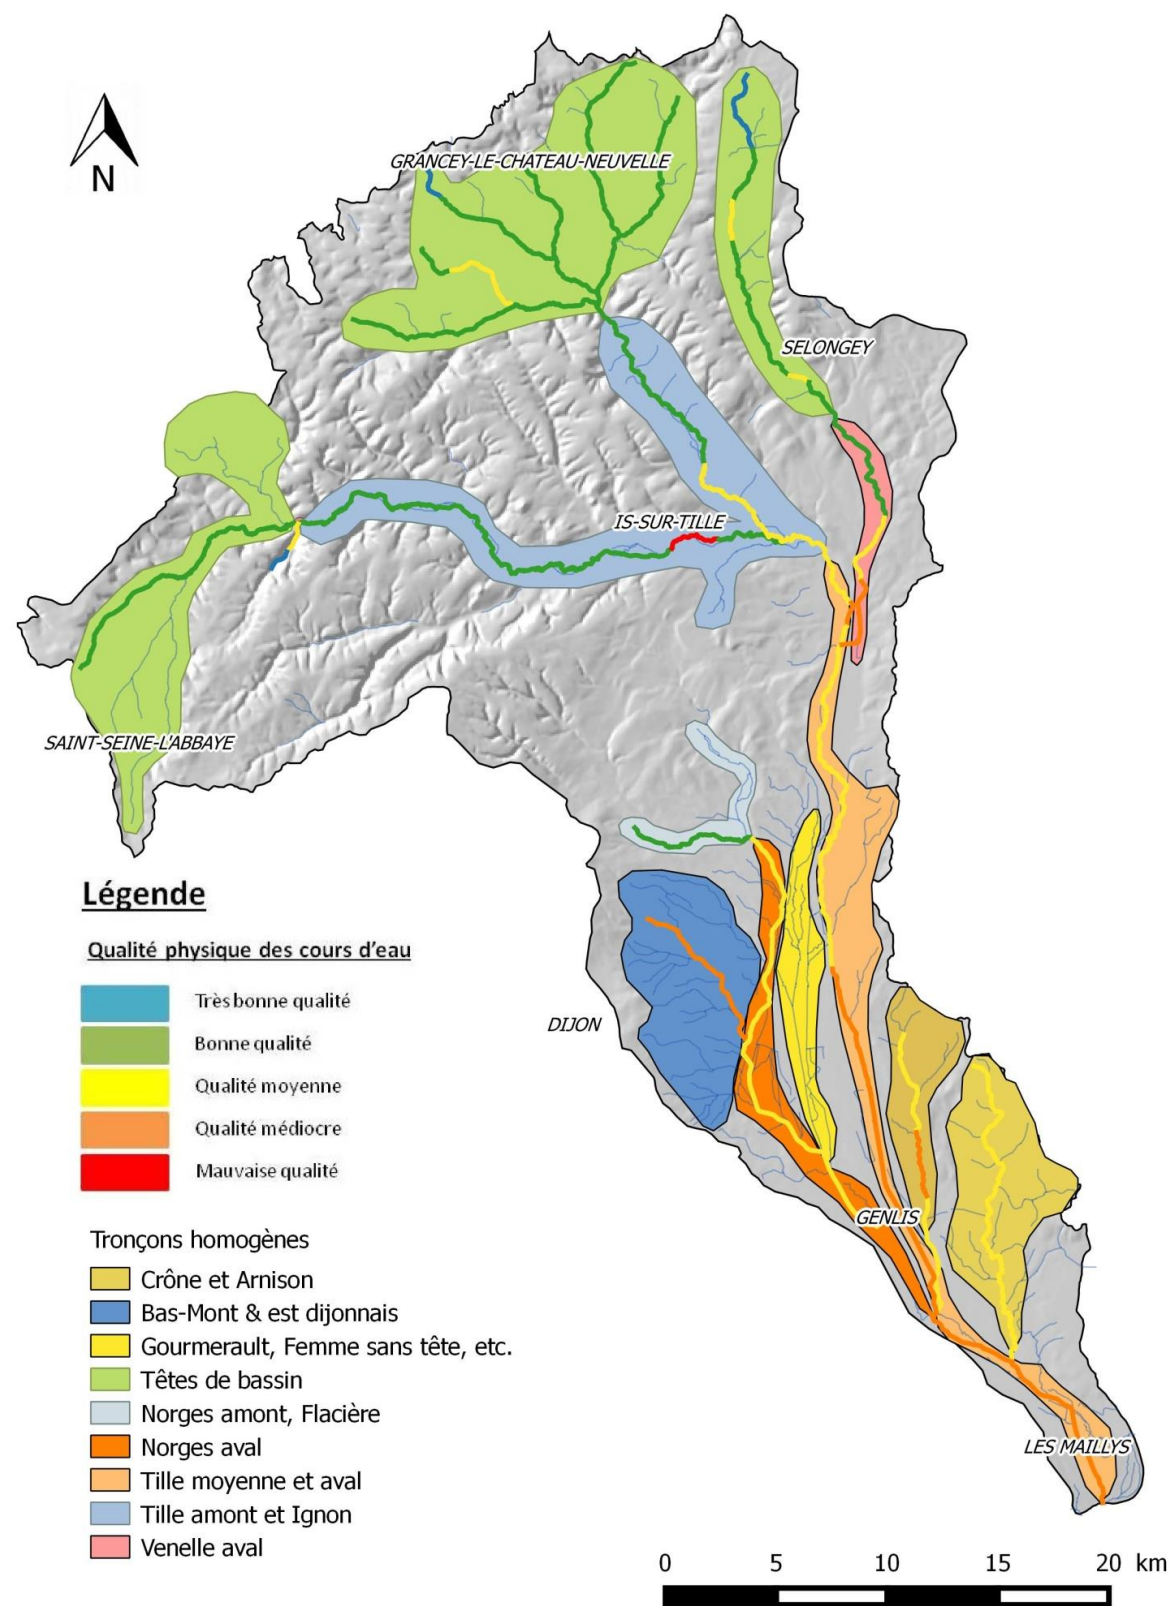 N
GRANCEY-LE-CHATEAU-NEUVELLE
SELONGEY
IS-SUR-TILLE
SAINT-SEINE-L'ABBAYE
DIJON
GENLIS
LES MAILLYS
Légende
Qualité physique des cours d'eau
Très bonne qualité
Bonne qualité
Qualité moyenne
Qualité médiocre
Mauvaise qualité
Tronçons homogènes
Crône et Arnison
Bas-Mont & est dijonnais
Gourmerault, Femme sans tête, etc.
Têtes de bassin
Norges amont, Flacière
Norges aval
Tille moyenne et aval
Tille amont et Ignon
Venelle aval
0 5 10 15 20 km